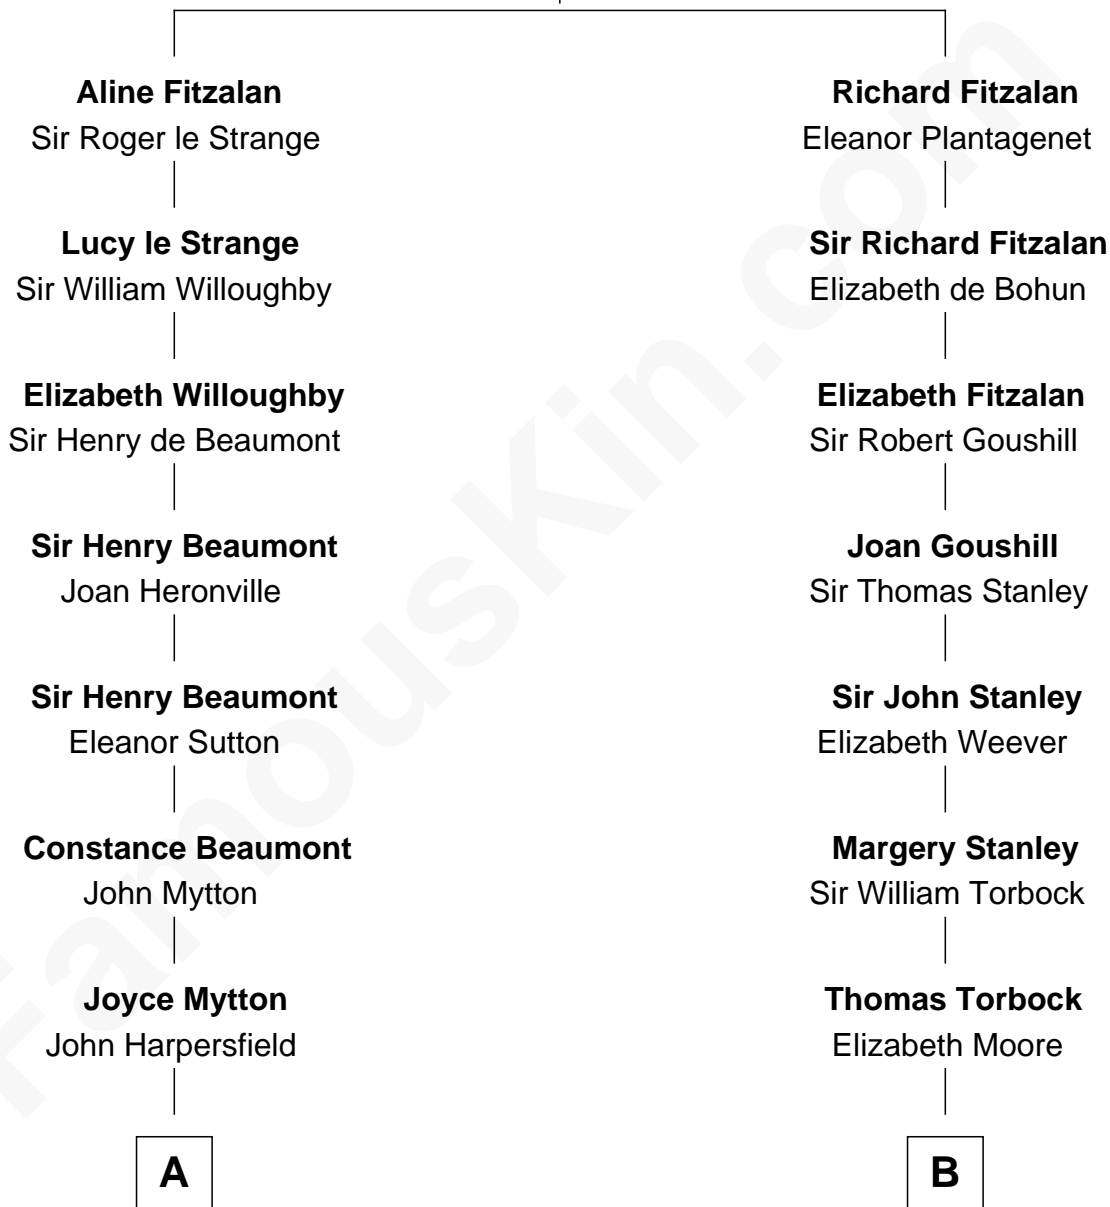 Aline Fitzalan
Sir Roger le Strange
Lucy le Strange
Sir William Willoughby
Elizabeth Willoughby
Sir Henry de Beaumont
Sir Henry Beaumont
Joan Heronville
Sir Henry Beaumont
Eleanor Sutton
Constance Beaumont
John Mytton
Joyce Mytton
John Harpersfield
A
Richard Fitzalan
Eleanor Plantagenet
Sir Richard Fitzalan
Elizabeth de Bohun
Elizabeth Fitzalan
Sir Robert Goushill
Joan Goushill
Sir Thomas Stanley
Sir John Stanley
Elizabeth Weever
Margery Stanley
Sir William Torbock
Thomas Torbock
Elizabeth Moore
B
FamousKin.com